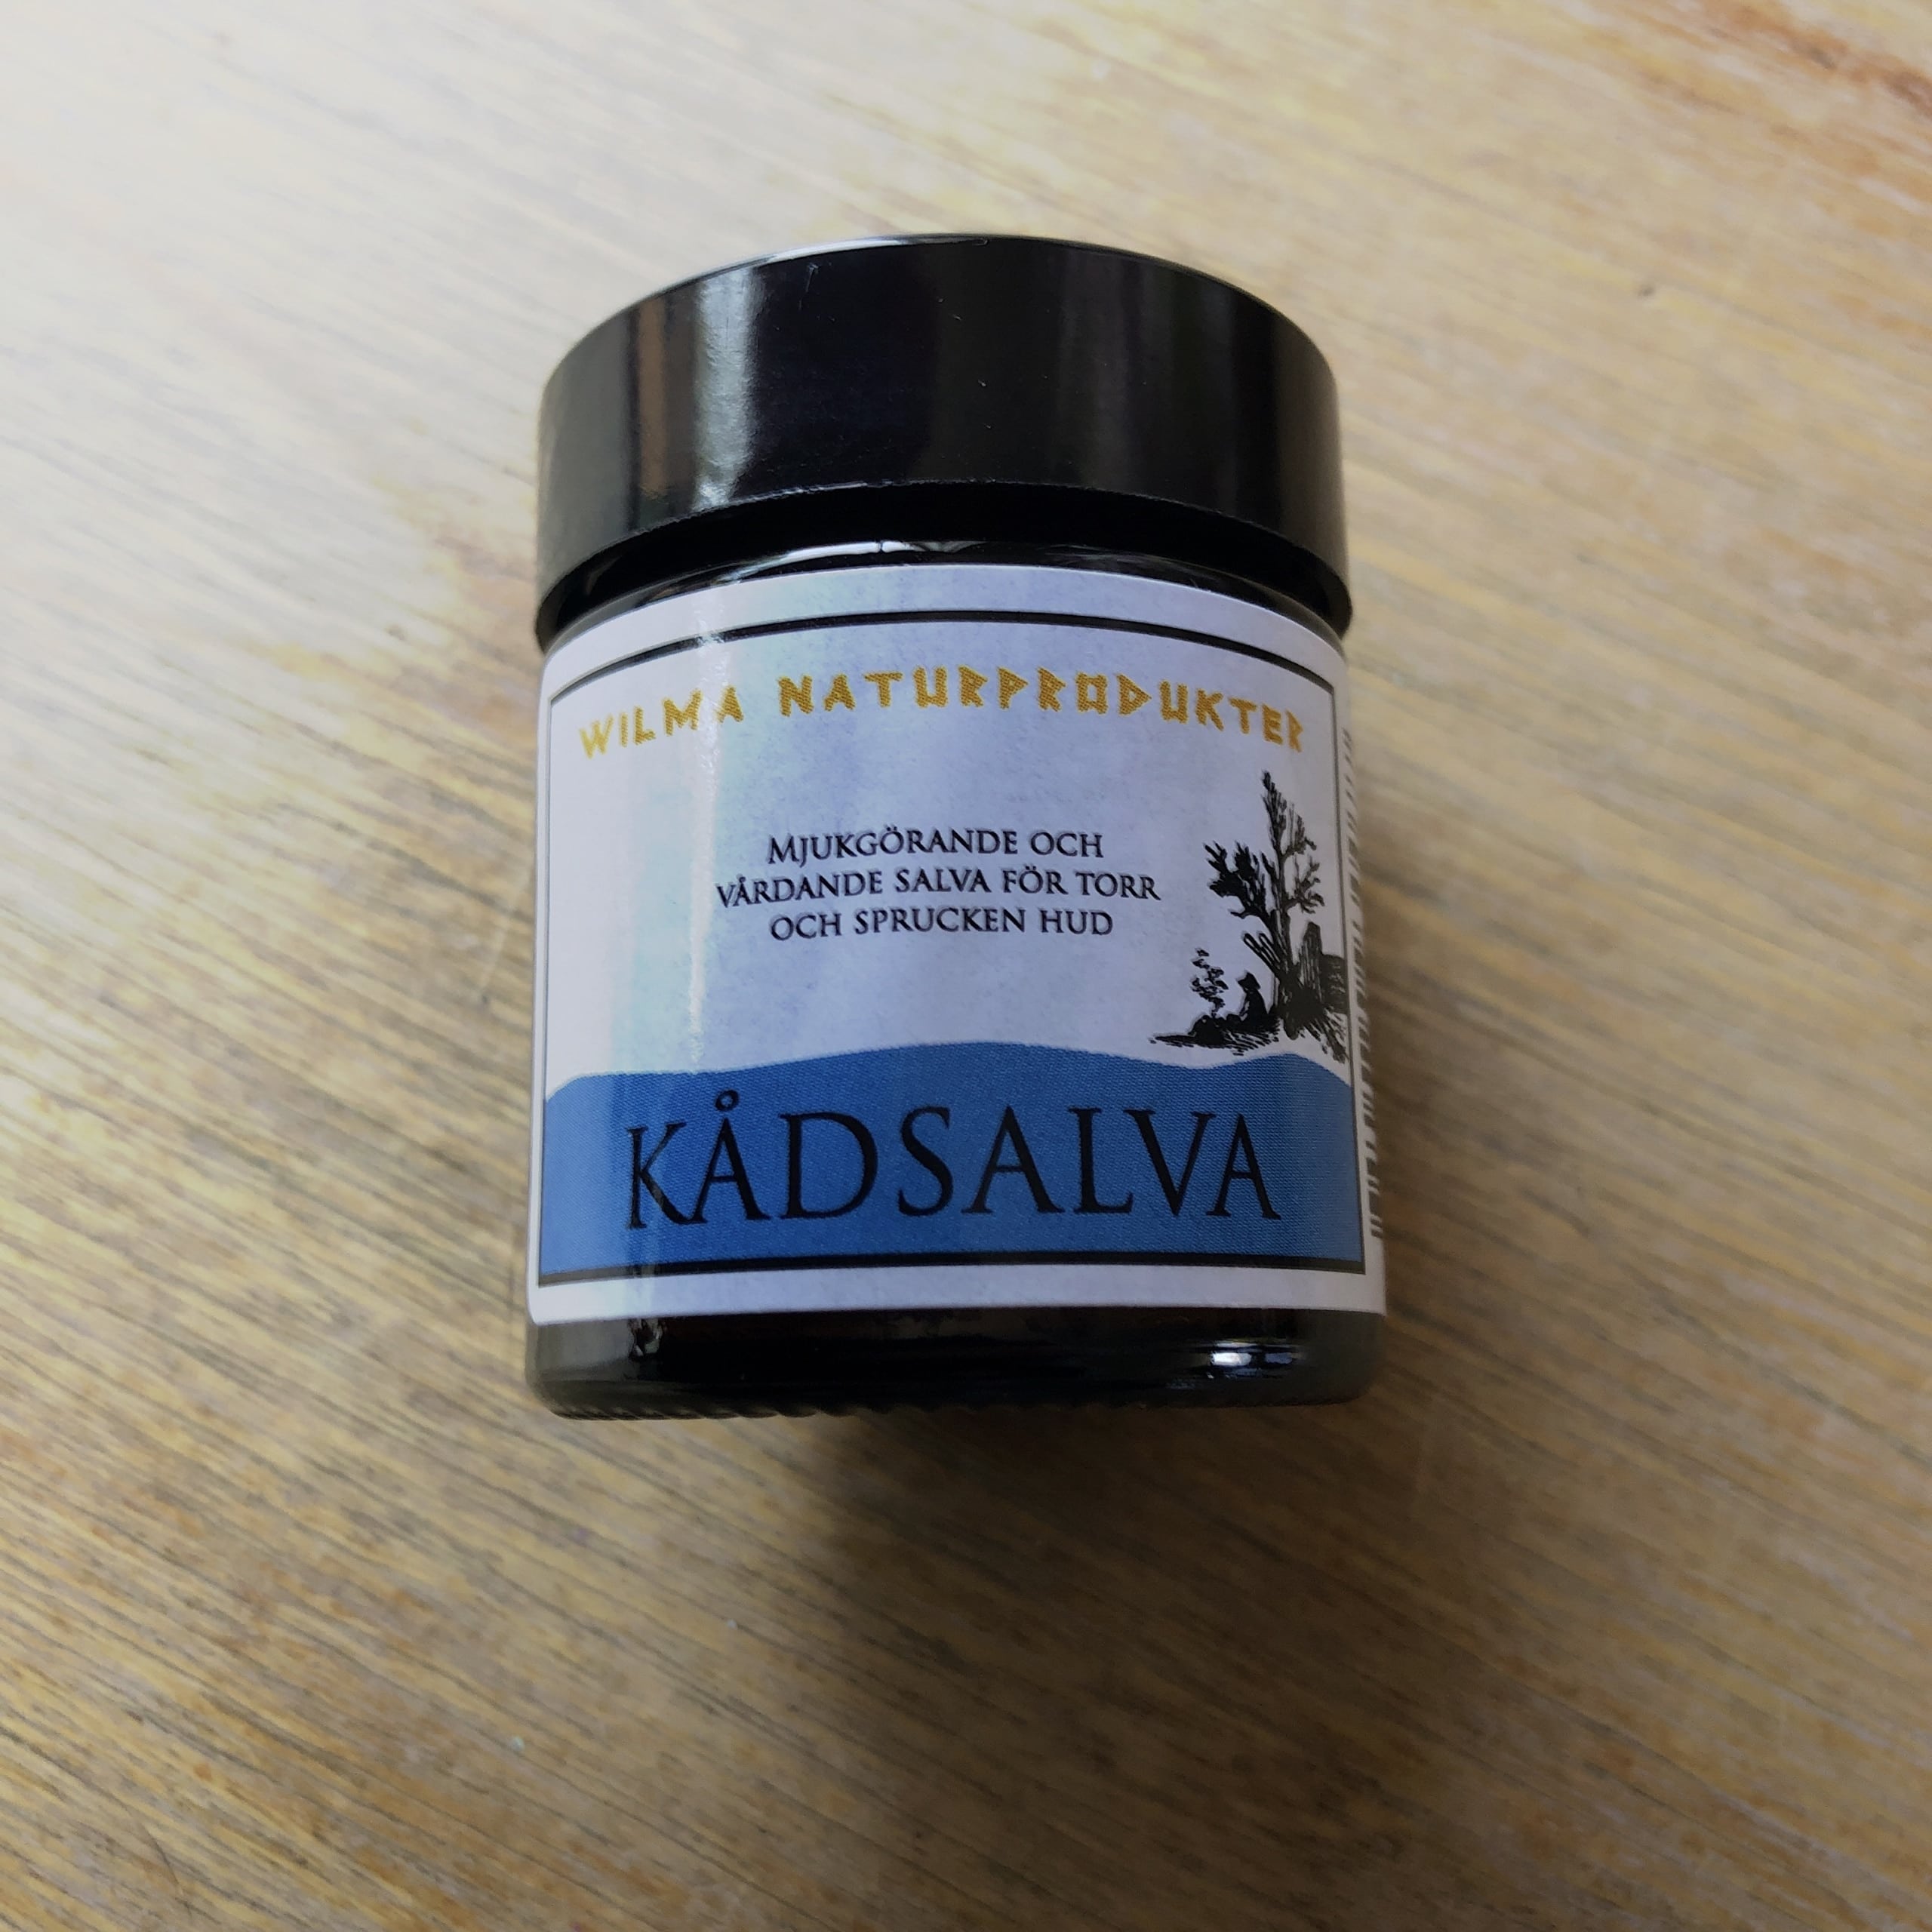 WILMA NATURPRODUKTER
MJUKGÖRANDE OCH
VÅRDANDE SALVA FÖR TORR
OCH SPRUCKEN HUD
KÅDSALVA